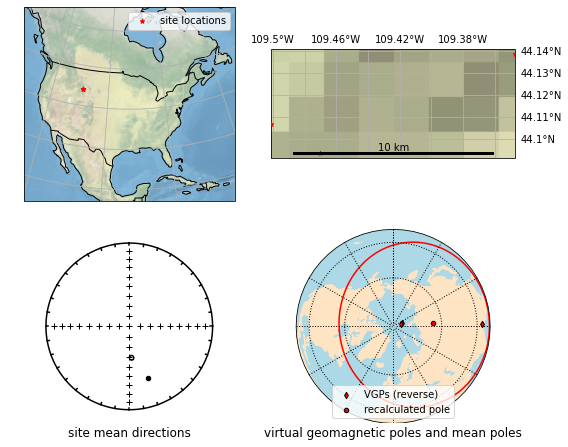 site locations
109.5°W 109.46°W 109.42°W 109.38°W
44.14°N
44.13°N
44.12°N
44.11°N
44.1°N
10 km
VGPs (reverse)
recalculated pole
site mean directions
virtual geomagnetic poles and mean poles